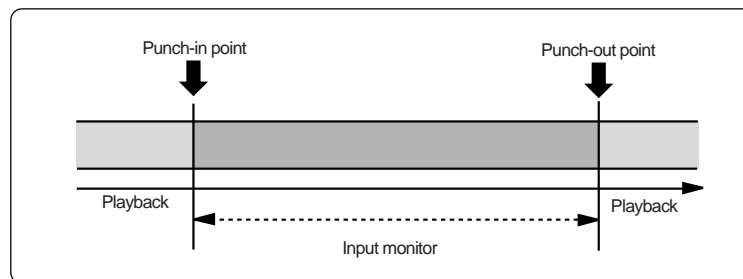 Punch-in point
Punch-out point
Playback
Playback
Input monitor